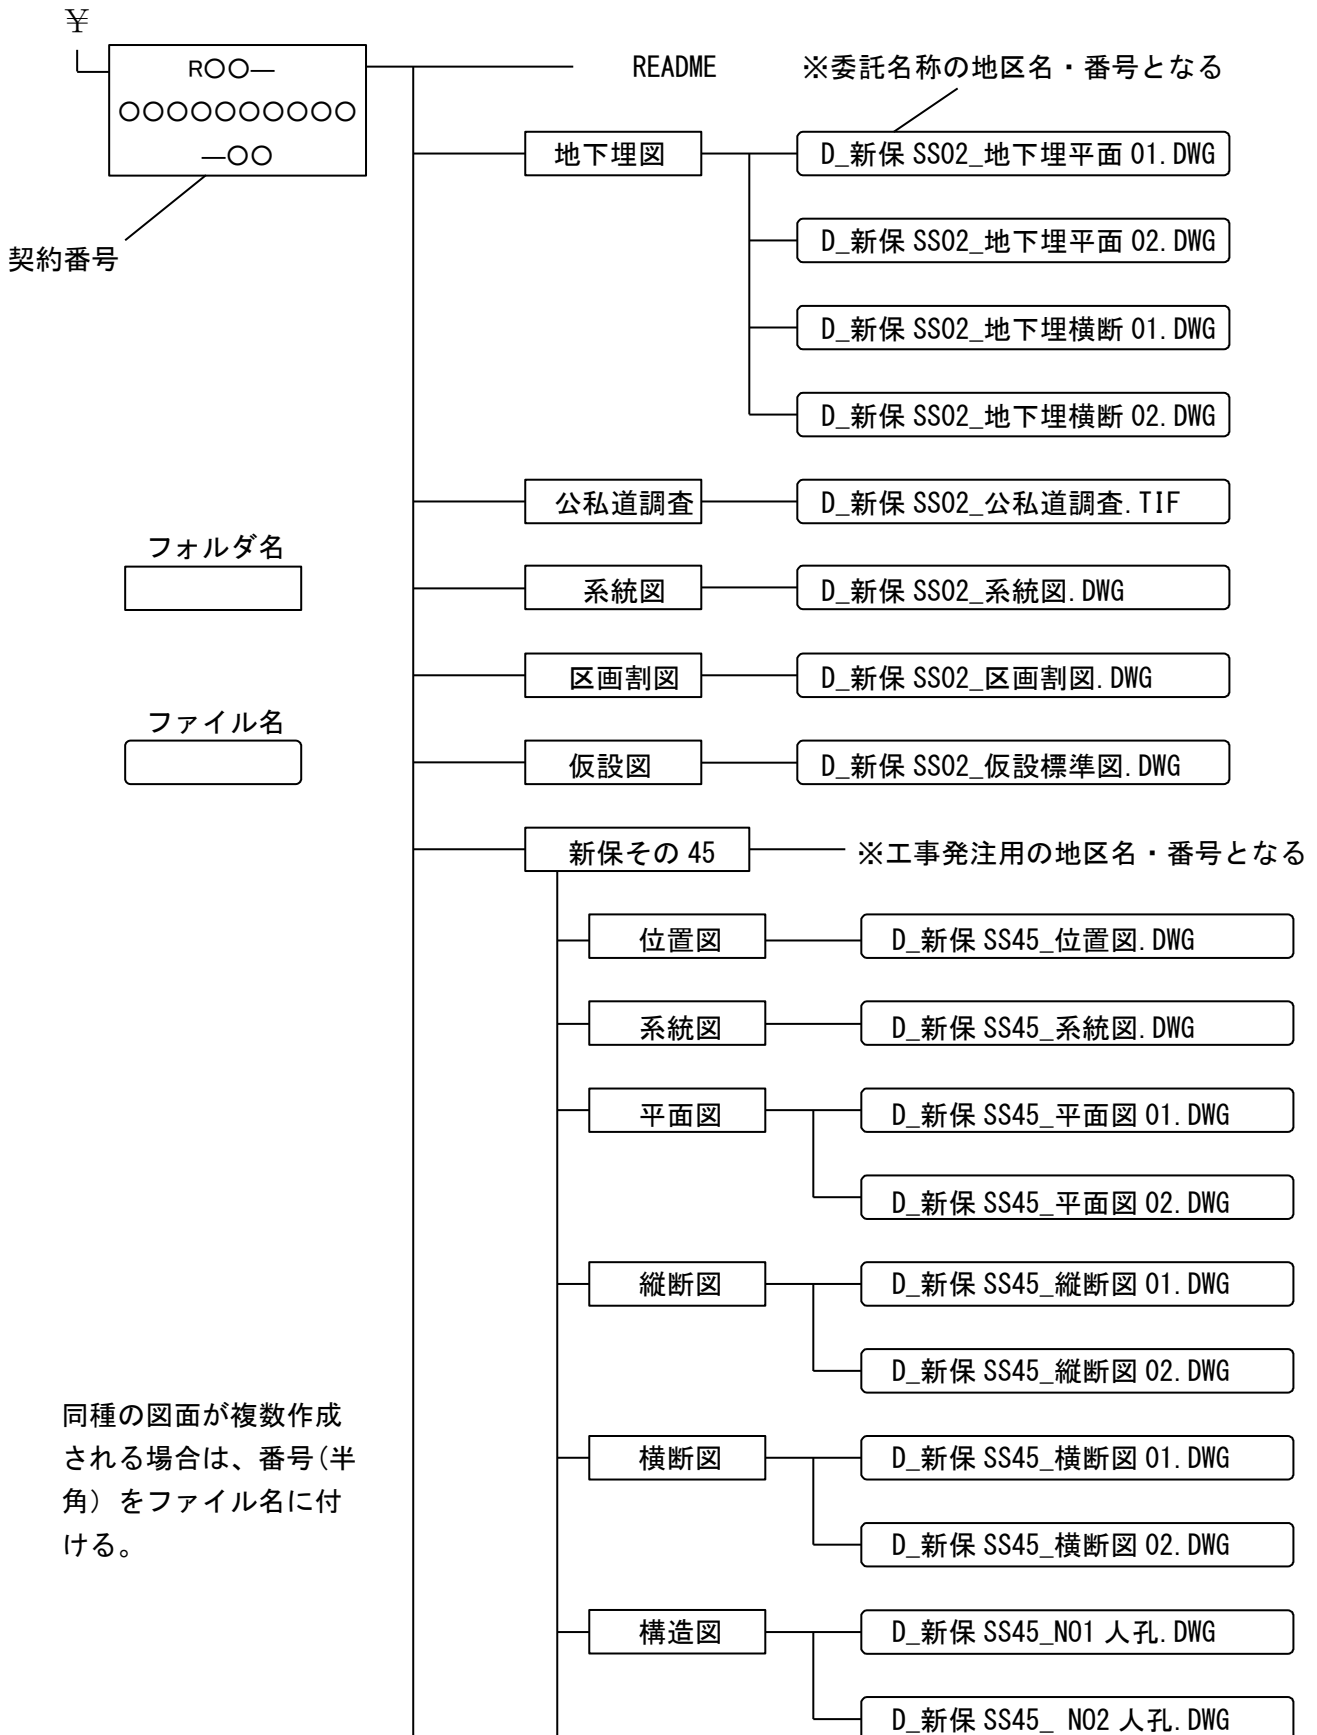 ¥
R〇〇―
〇〇〇〇〇〇〇〇〇〇
―〇〇
契約番号
README
※委託名称の地区名・番号となる
地下埋図
D_新保 SS02_地下埋平面 01.DWG
D_新保 SS02_地下埋平面 02.DWG
D_新保 SS02_地下埋横断 01.DWG
D_新保 SS02_地下埋横断 02.DWG
公私道調査
D_新保 SS02_公私道調査.TIF
フォルダ名
系統図
D_新保 SS02_系統図.DWG
区画割図
D_新保 SS02_区画割図.DWG
ファイル名
仮設図
D_新保 SS02_仮設標準図.DWG
新保その 45
※工事発注用の地区名・番号となる
位置図
D_新保 SS45_位置図.DWG
系統図
D_新保 SS45_系統図.DWG
平面図
D_新保 SS45_平面図 01.DWG
D_新保 SS45_平面図 02.DWG
縦断図
D_新保 SS45_縦断図 01.DWG
D_新保 SS45_縦断図 02.DWG
同種の図面が複数作成
される場合は、番号(半
角）をファイル名に付
ける。
横断図
D_新保 SS45_横断図 01.DWG
D_新保 SS45_横断図 02.DWG
構造図
D_新保 SS45_NO1 人孔.DWG
D_新保 SS45_ NO2 人孔.DWG